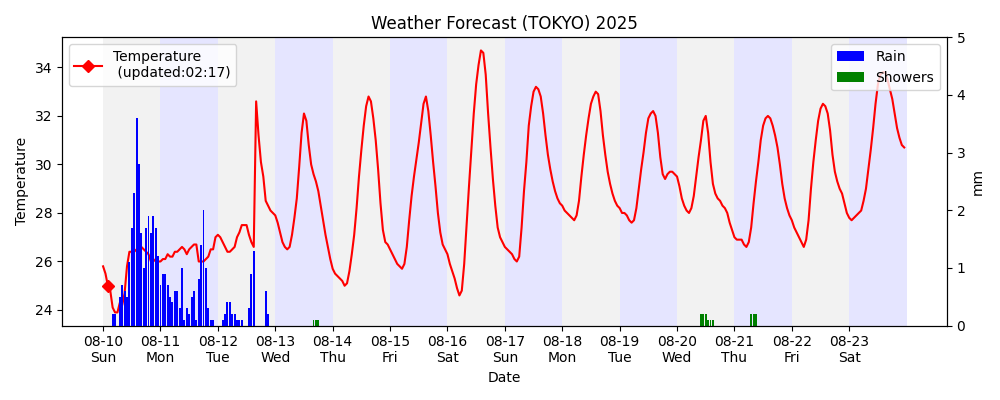 Weather Forecast (TOKYO) 2025
Temperature
(updated:02:17)
Rain
Showers
Temperature
34
32
30
28
26
24
5
4
3
2
1
0
mm
08-10 08-11 08-12 08-13 08-14 08-15 08-16 08-17 08-18 08-19 08-20 08-21 08-22 08-23
Sun Mon Tue Wed Thu Fri Sat Sun Mon Tue Wed Thu Fri Sat
Date